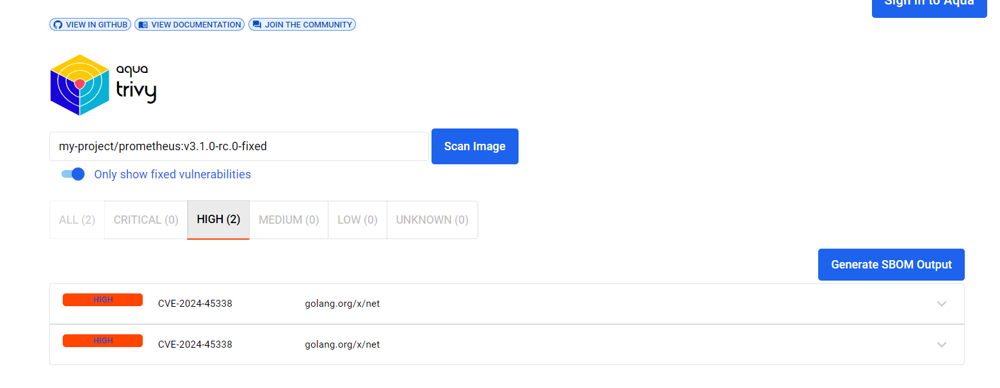 Sign in to Aqua
VIEW IN GITHUB VIEW DOCUMENTATION JOIN THE COMMUNITY
aqua
trivy
my-project/prometheus:v3.1.0-rc.0-fixed Scan Image
Only show fixed vulnerabilities
ALL (2) CRITICAL (0) HIGH (2) MEDIUM (0) LOW (0) UNKNOWN (0)
Generate SBOM Output
HIGH CVE-2024-45338 golang.org/x/net
HIGH CVE-2024-45338 golang.org/x/net